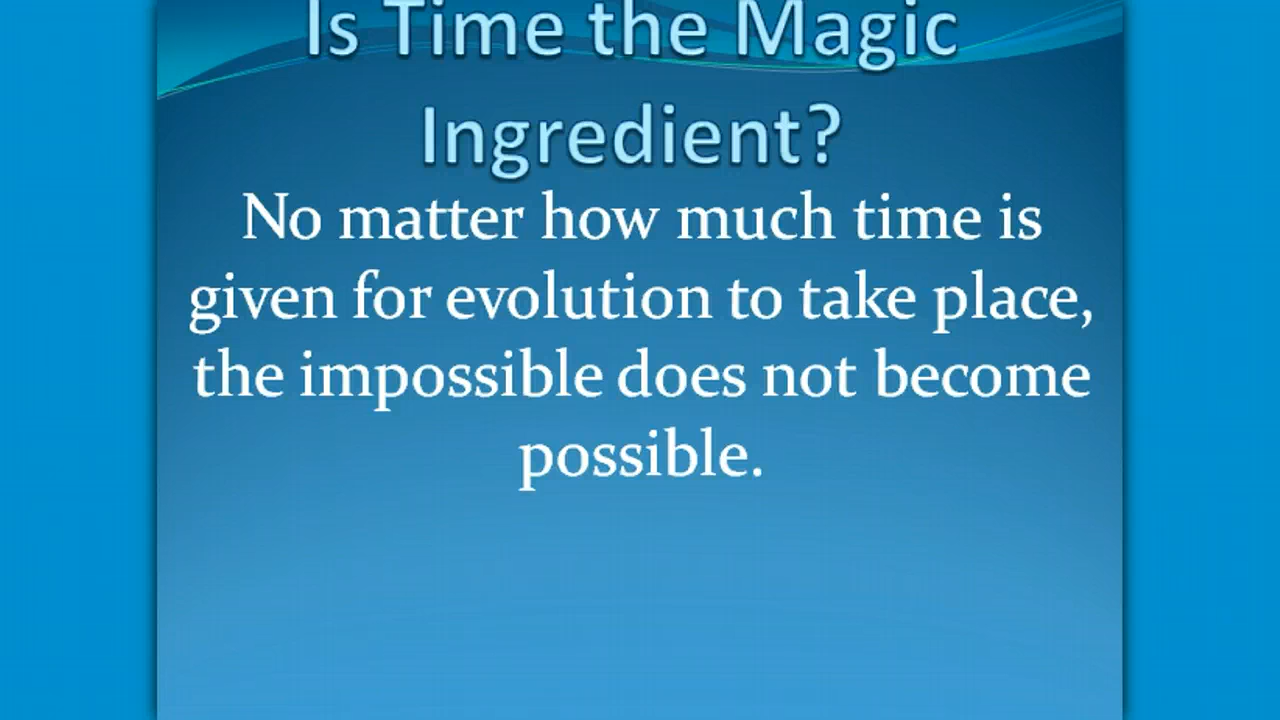 Is Time the Magic
Ingredient?
No matter how much time is
given for evolution to take place,
the impossible does not become
possible.